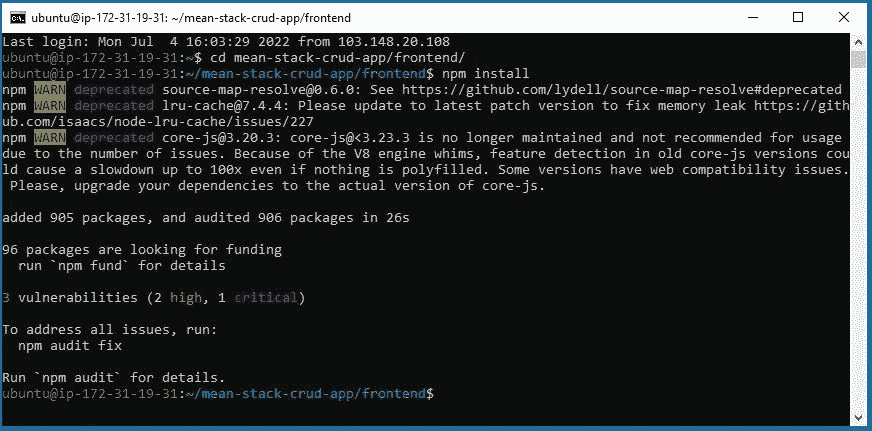 ubuntu@ip-172-31-19-31: ~/mean-stack-crud-app/frontend
Last login: Mon Jul  4 16:03:29 2022 from 103.148.20.108
ubuntu@ip-172-31-19-31:~$ cd mean-stack-crud-app/frontend/
ubuntu@ip-172-31-19-31:~/mean-stack-crud-app/frontend$ npm install
npm WARN deprecated source-map-resolve@0.6.0: See https://github.com/lydell/source-map-resolve#deprecated
npm WARN deprecated lru-cache@7.4.4: Please update to latest patch version to fix memory leak https://gith
ub.com/isaacs/node-lru-cache/issues/227
npm WARN deprecated core-js@3.20.3: core-js@<3.23.3 is no longer maintained and not recommended for usage
due to the number of issues. Because of the V8 engine whims, feature detection in old core-js versions cou
ld cause a slowdown up to 100x even if nothing is polyfilled. Some versions have web compatibility issues.
 Please, upgrade your dependencies to the actual version of core-js.
added 905 packages, and audited 906 packages in 26s
96 packages are looking for funding
  run `npm fund` for details
3 vulnerabilities (2 high, 1 critical)
To address all issues, run:
  npm audit fix
Run `npm audit` for details.
ubuntu@ip-172-31-19-31:~/mean-stack-crud-app/frontend$